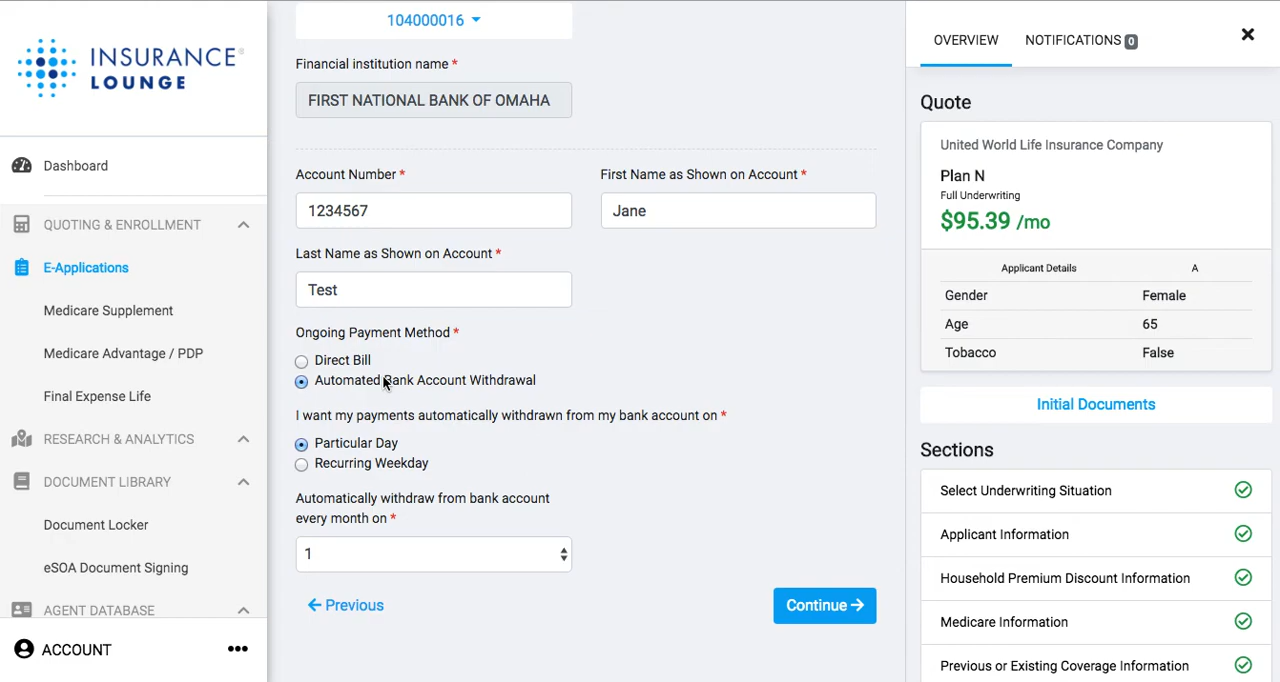 INSURANCE®
LOUNGE
Dashboard
QUOTING & ENROLLMENT
E-Applications
Medicare Supplement
Medicare Advantage / PDP
Final Expense Life
RESEARCH & ANALYTICS
DOCUMENT LIBRARY
Document Locker
eSOA Document Signing
AGENT DATABASE
ACCOUNT
104000016
Financial institution name *
FIRST NATIONAL BANK OF OMAHA
Account Number * First Name as Shown on Account *
1234567 Jane
Last Name as Shown on Account *
Test
Ongoing Payment Method *
Direct Bill
Automated Bank Account Withdrawal
I want my payments automatically withdrawn from my bank account on *
Particular Day
Recurring Weekday
Automatically withdraw from bank account
every month on *
1
Previous Continue
OVERVIEW NOTIFICATIONS 0
Quote
United World Life Insurance Company
Plan N
Full Underwriting
$95.39 /mo
Applicant Details A
Gender Female
Age 65
Tobacco False
Initial Documents
Sections
Select Underwriting Situation
Applicant Information
Household Premium Discount Information
Medicare Information
Previous or Existing Coverage Information